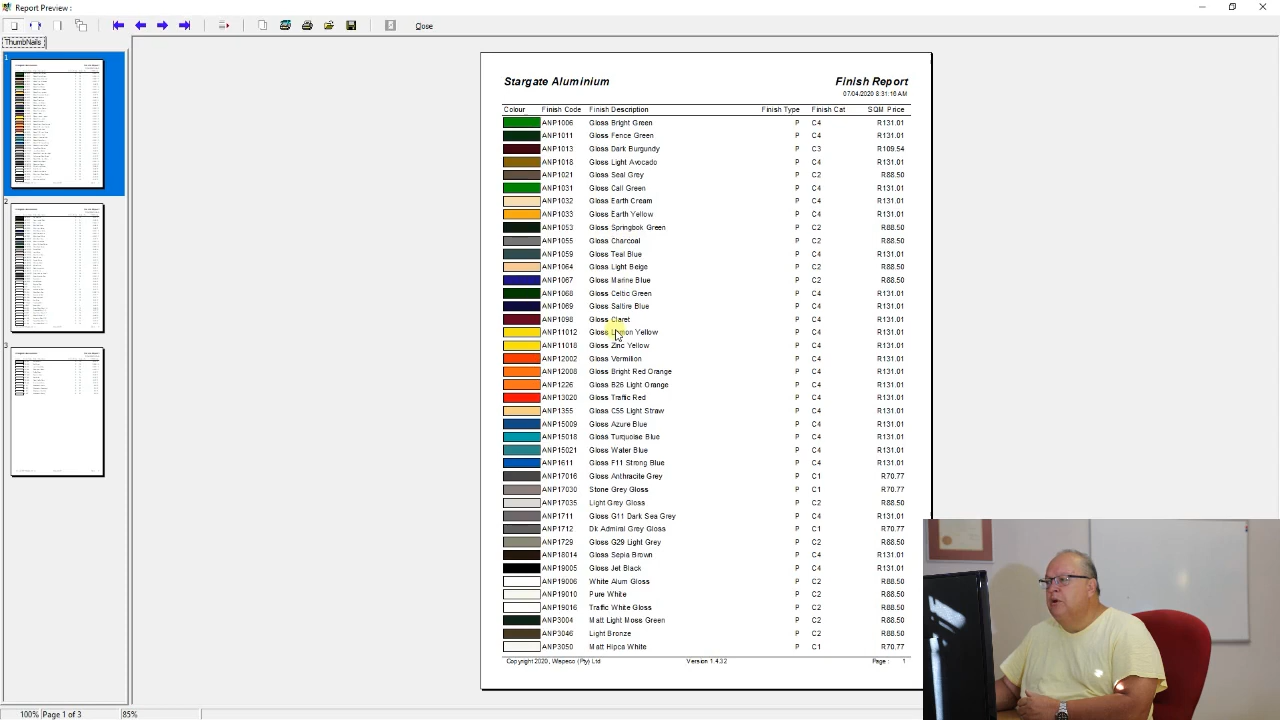 Report Preview :
Close
ThumbNails
1
2
3
Stargate Aluminium
Finish Report
07/04/2020 8:31:16 AM
Colour Finish Code Finish Description Finish Type Finish Cat SQM Price
ANP1006 Gloss Bright Green P C4 R131.01
ANP1011 Gloss Fence Green P C4 R131.01
ANP1013 Gloss Dark Burgundy P C3 R109.18
ANP1016 Gloss Light Avocado P C4 R131.01
Gloss Seal Grey P C2 R88.50
ANP1031 Gloss Call Green P C4 R131.01
ANP1032 Gloss Earth Cream P C4 R131.01
ANP1033 Gloss Earth Yellow P C2 R88.50
ANP1053 Gloss Springbok Green P C2 R88.50
ANP1055 Gloss Charcoal P C2 R88.50
ANP1059 Gloss Teal Blue P C4 R131.01
ANP1064 Gloss Light Beige P C2 R88.50
ANP1065 Gloss Marine Blue P C2 R88.50
ANP1068 Gloss Celtic Green P C4 R131.01
Gloss Saltire Blue P C4 R131.01
ANP1098 Gloss Claret P C4 R131.01
ANP11012 Gloss Lemon Yellow P C4 R131.01
ANP11018 Gloss Zinc Yellow P C4 R131.01
ANP12002 Gloss Vermilion P C4 R131.01
ANP12008 Gloss Bright Red Orange P C4 R131.01
ANP1226 Gloss B26 Light Orange P C4 R131.01
ANP13020 Gloss Traffic Red P C4 R131.01
ANP1355 Gloss C55 Light Straw P C4 R131.01
ANP15009 Gloss Azure Blue P C4 R131.01
ANP15018 Gloss Turquoise Blue P C4 R131.01
ANP15021 Gloss Water Blue P C4 R131.01
ANP1611 Gloss F11 Strong Blue P C4 R131.01
ANP17016 Gloss Anthracite Grey P C1 R70.77
ANP17030 Stone Grey Gloss P C1 R70.77
ANP17035 Light Grey Gloss P C2 R88.50
ANP1711 Gloss G11 Dark Sea Grey P C4 R131.01
ANP1712 Dk Admiral Grey Gloss P C1 R70.77
ANP1729 Gloss G29 Light Grey P C2 R88.50
ANP18014 Gloss Sepia Brown P C4 R131.01
ANP19005 Gloss Jet Black P C4 R131.01
ANP19006 White Alum Gloss P C2 R88.50
ANP19010 Pure White P C2 R88.50
ANP19016 Traffic White Gloss P C2 R88.50
ANP3004 Matt Light Moss Green P C2 R88.50
ANP3046 Light Bronze P C2 R88.50
ANP3050 Matt Hipca White P C1 R70.77
Copyright 2020, Wapeco (Pty) Ltd Version 1.4.32 Page : 1
100% Page 1 of 3 85%